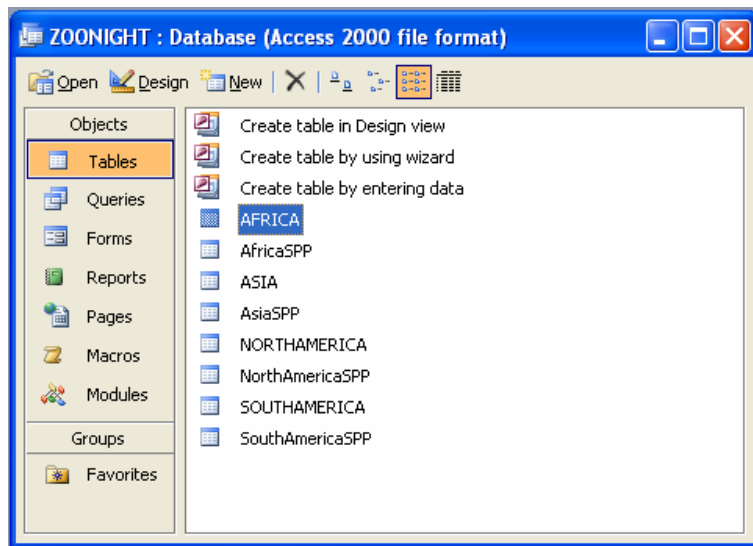 ZOONIGHT : Database (Access 2000 file format)
Open Design New
Objects
Tables
Queries
Forms
Reports
Pages
Macros
Modules
Groups
Favorites
Create table in Design view
Create table by using wizard
Create table by entering data
AFRICA
AfricaSPP
ASIA
AsiaSPP
NORTHAMERICA
NorthAmericaSPP
SOUTHAMERICA
SouthAmericaSPP